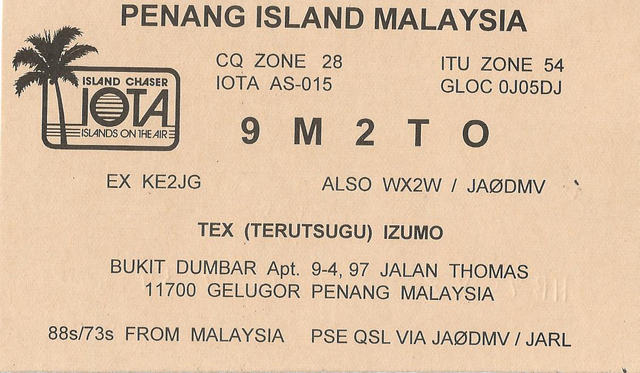 PENANG ISLAND MALAYSIA
CQ ZONE 28
IOTA AS-015
ITU ZONE 54
GLOC 0J05DJ
ISLAND CHASER
IOTA
ISLANDS ON THE AIR
9 M 2 T O
EX KE2JG
ALSO WX2W / JAØDMV
TEX (TERUTSUGU) IZUMO
BUKIT DUMBAR Apt. 9-4, 97 JALAN THOMAS
11700 GELUGOR PENANG MALAYSIA
88s/73s FROM MALAYSIA PSE QSL VIA JAØDMV / JARL